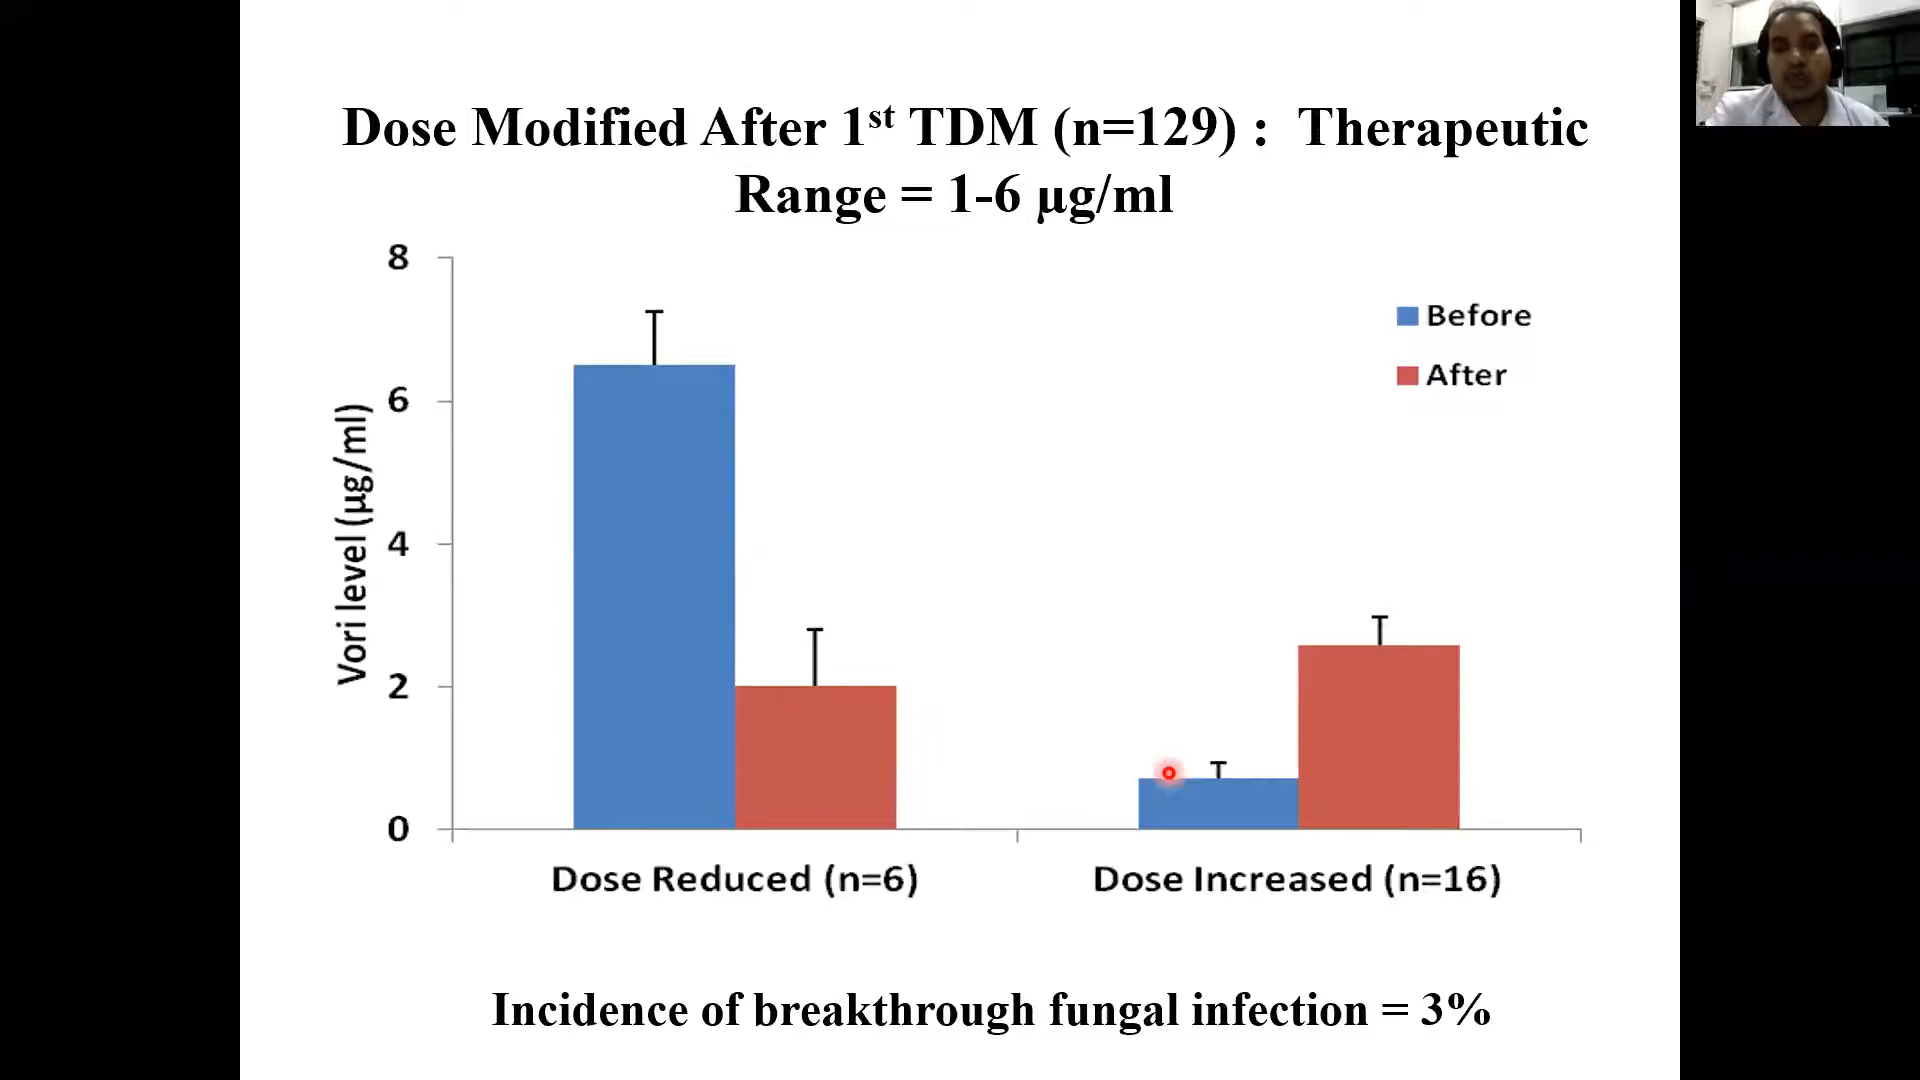 Dose Modified After 1st TDM (n=129) : Therapeutic
Range = 1-6 µg/ml
8
6
4
2
0
Vori level (µg/ml)
Before
After
Dose Reduced (n=6)
Dose Increased (n=16)
Incidence of breakthrough fungal infection = 3%